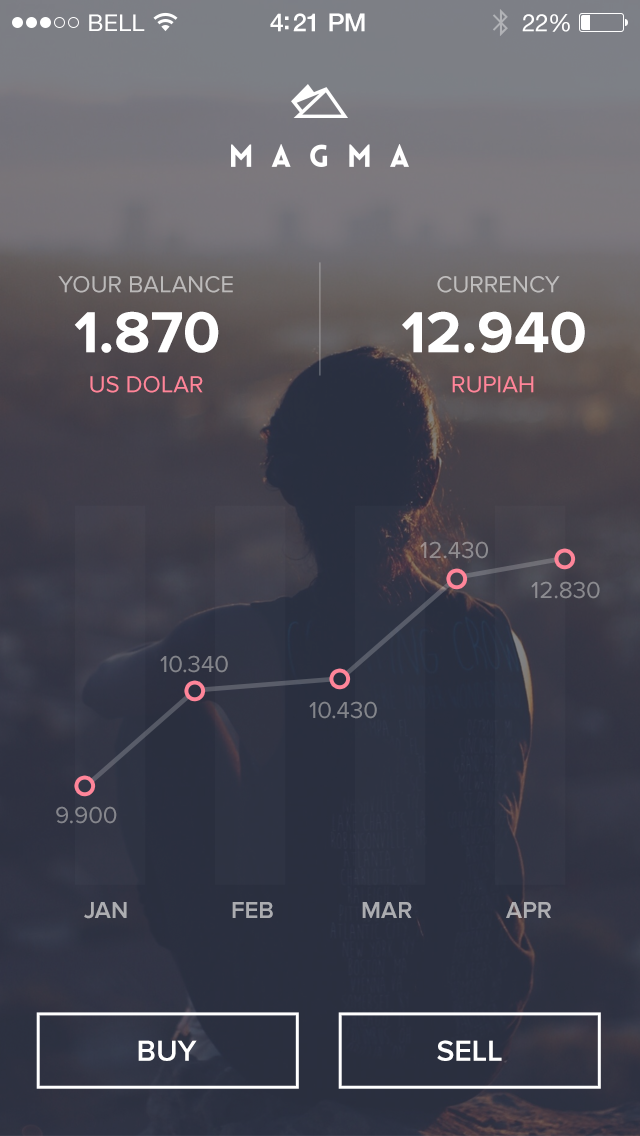 BELL 4:21 PM 22%
MAGMA
YOUR BALANCE
1.870
US DOLAR
CURRENCY
12.940
RUPIAH
12.430
12.830
10.340
10.430
9.900
JAN FEB MAR APR
BUY SELL